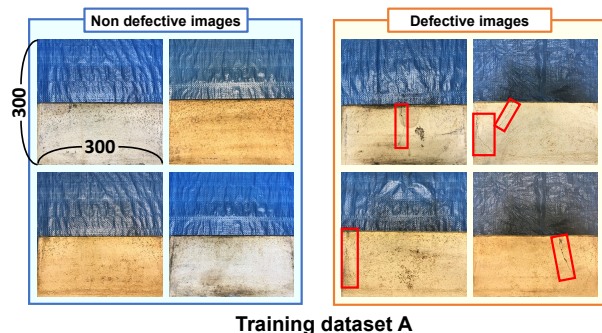 Non defective images
Defective images
300
300
Training dataset A